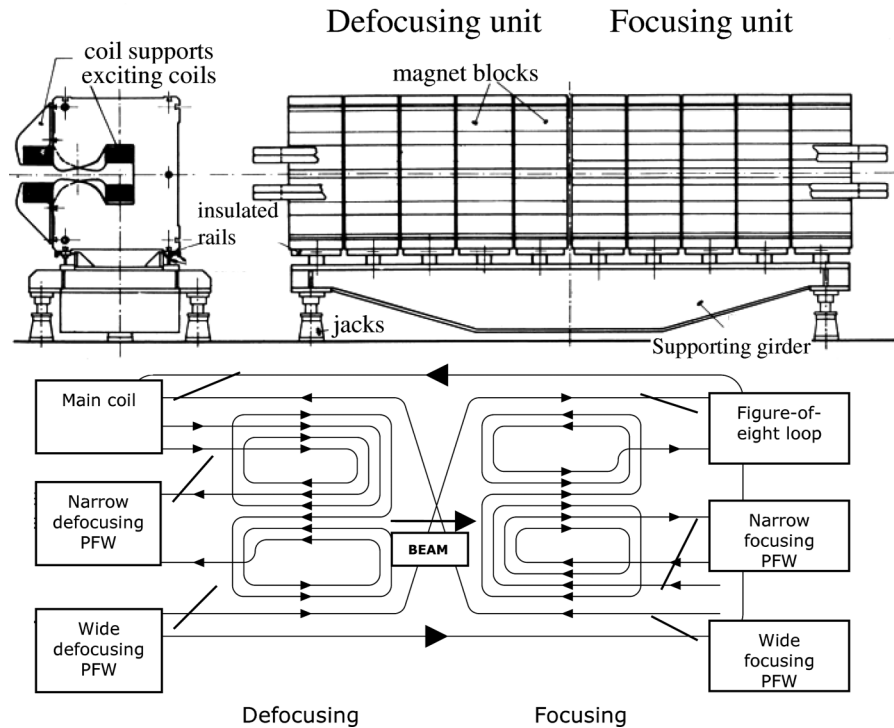 Defocusing unit
Focusing unit
coil supports
exciting coils
magnet blocks
insulated
rails
jacks
Supporting girder
Main coil
Figure-of-
eight loop
Narrow
defocusing
PFW
Narrow
focusing
PFW
BEAM
Wide
defocusing
PFW
Wide
focusing
PFW
Defocusing
Focusing